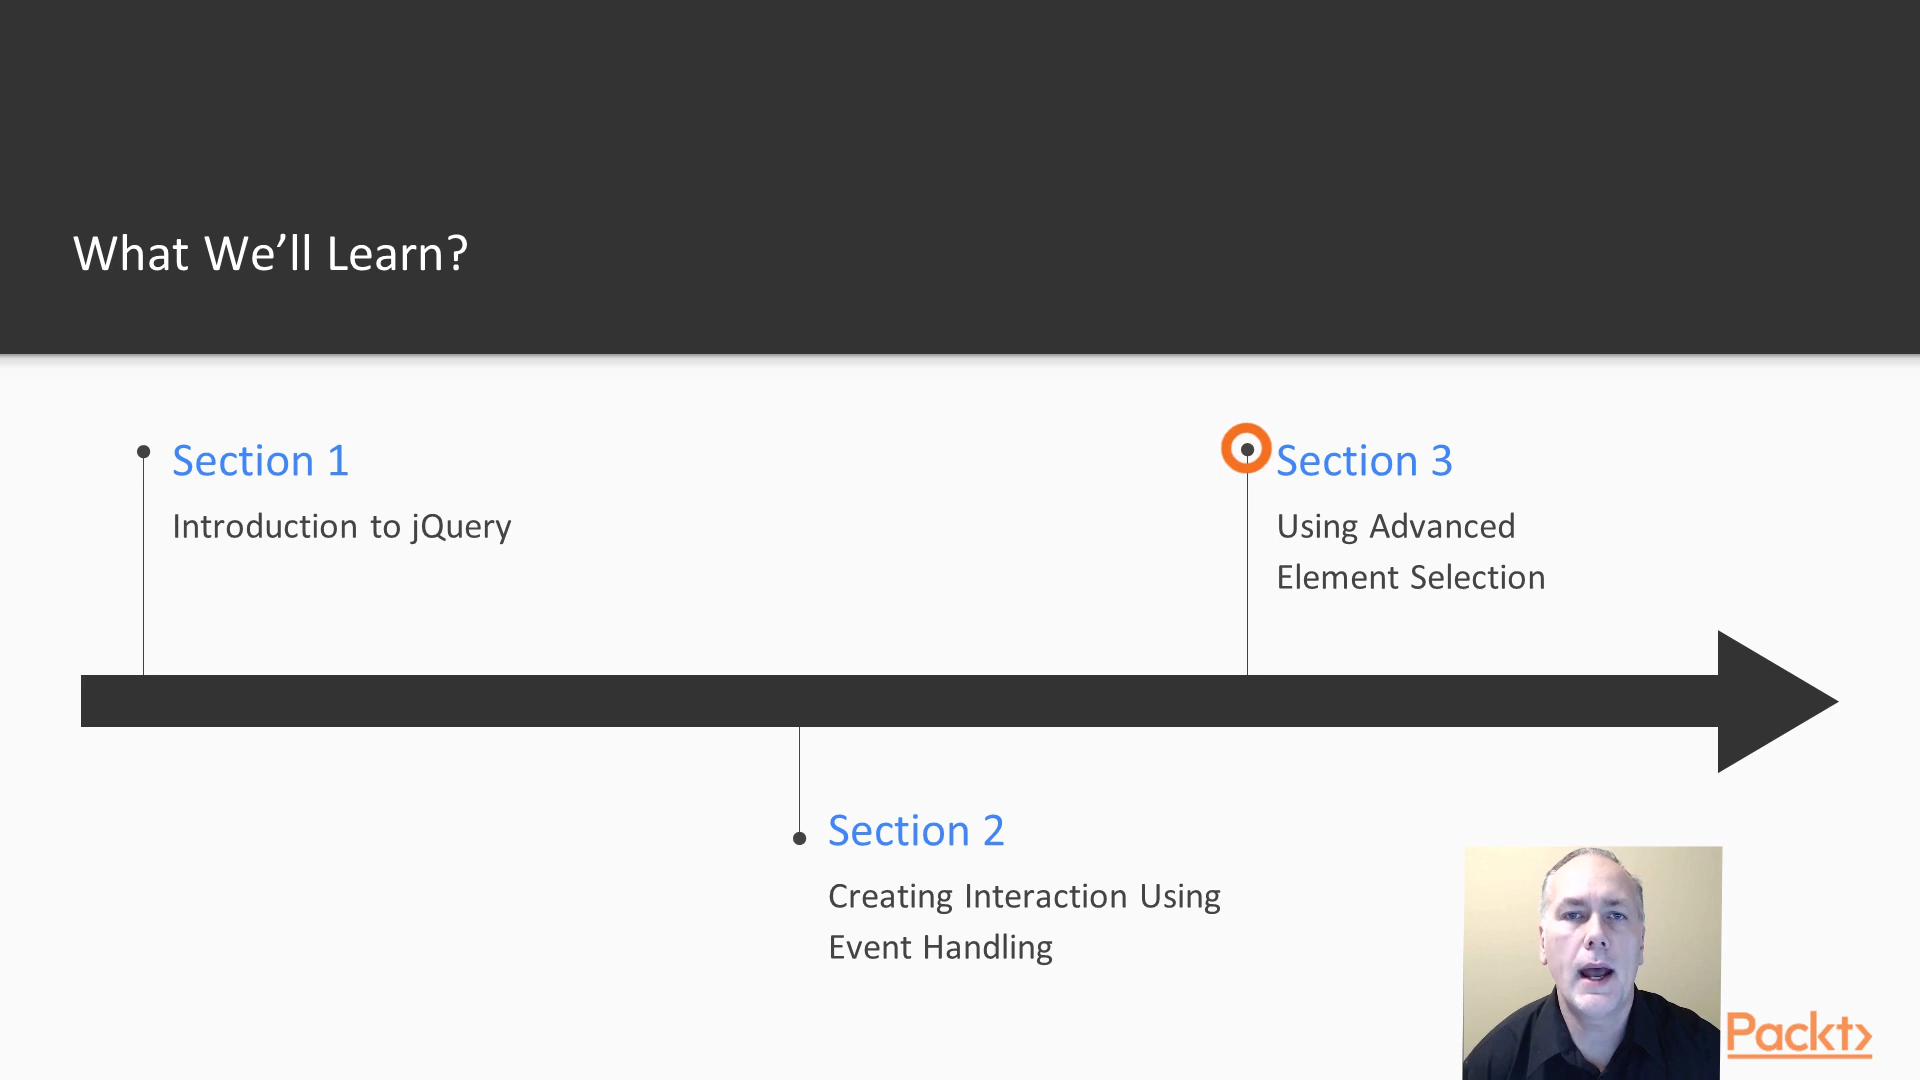 What We’ll Learn?
Section 1
Introduction to jQuery
Section 3
Using Advanced
Element Selection
Section 2
Creating Interaction Using
Event Handling
Packt